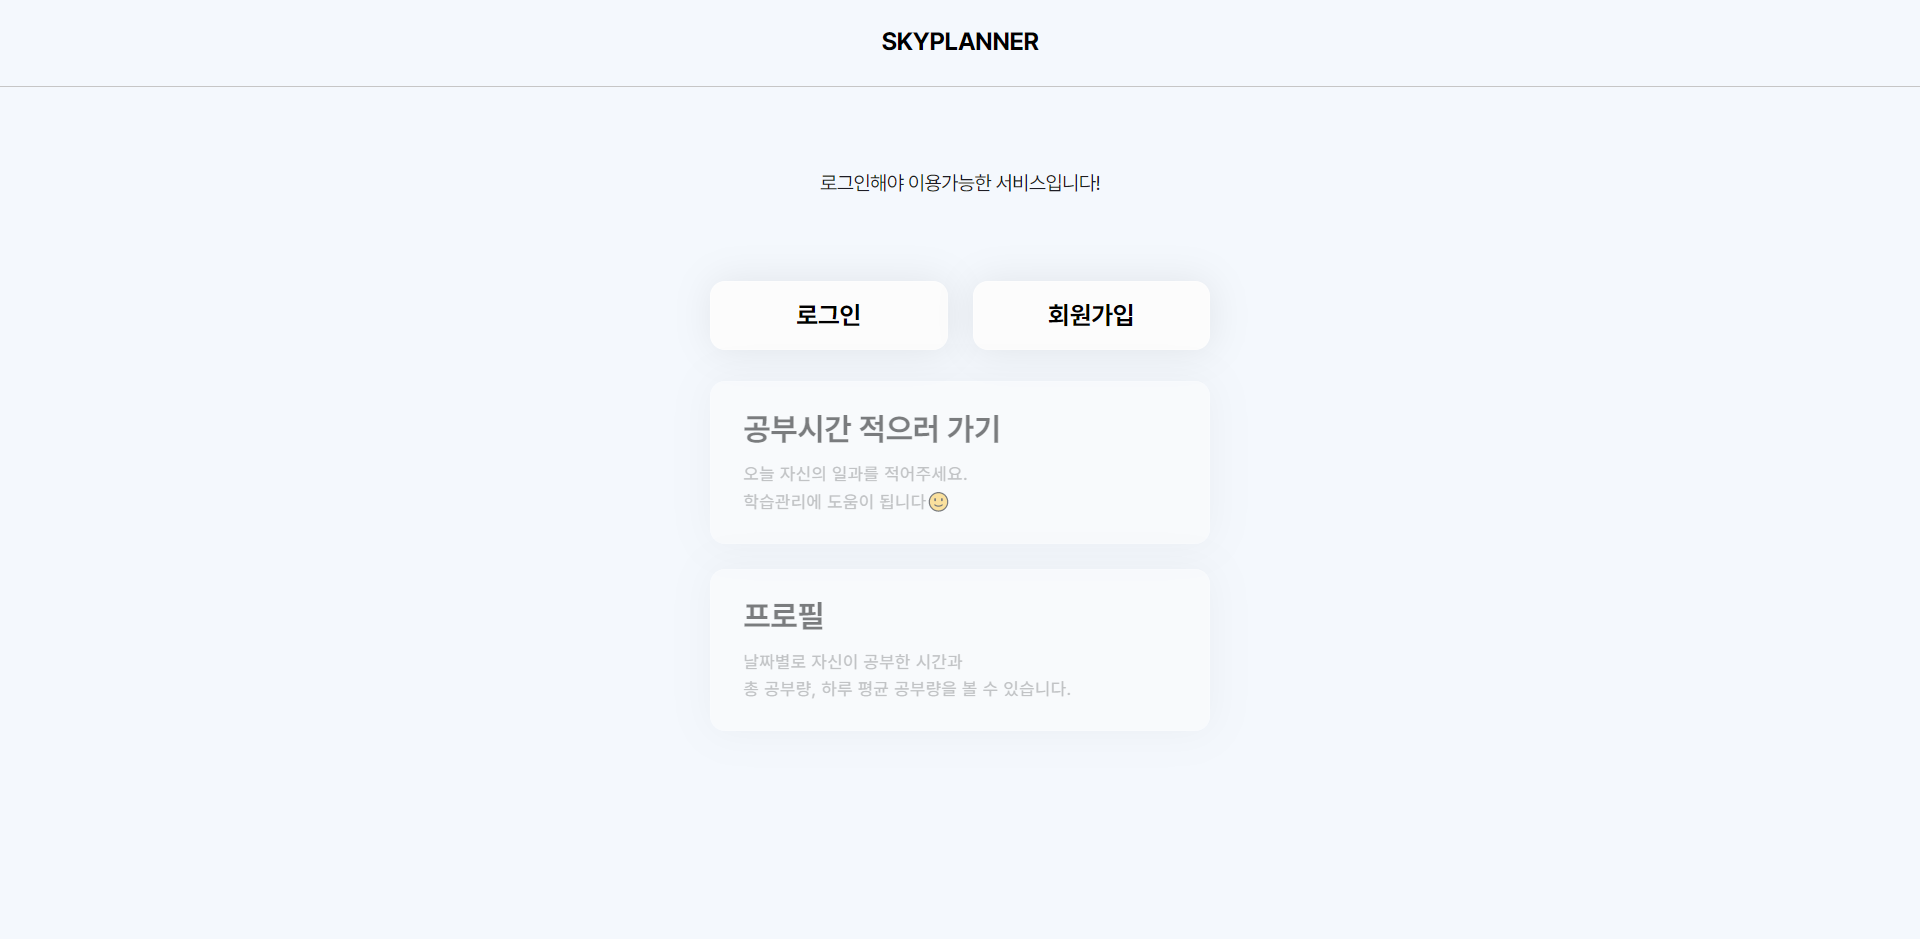 SKYPLANNER
로그인해야 이용가능한 서비스입니다!
로그인
회원가입
공부시간 적으러 가기
오늘 자신의 일과를 적어주세요.
학습관리에 도움이 됩니다🙂
프로필
날짜별로 자신이 공부한 시간과
총 공부량, 하루 평균 공부량을 볼 수 있습니다.